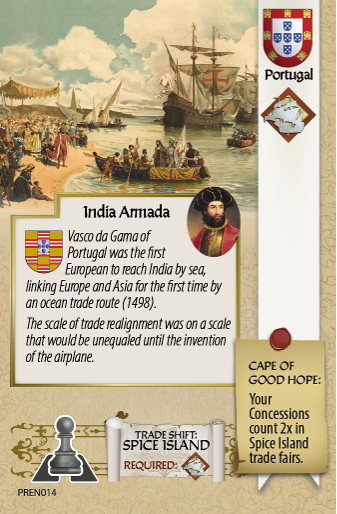 Portugal
India Armada
Vasco da Gama of
Portugal was the first
European to reach India by sea,
linking Europe and Asia for the first time by
an ocean trade route (1498).
The scale of trade realignment was on a scale
that would be unequaled until the invention
of the airplane.
CAPE OF
GOOD HOPE:
Your
Concessions
count 2x in
Spice Island
trade fairs.
TRADE SHIFT:
SPICE ISLAND
REQUIRED:
PREN014